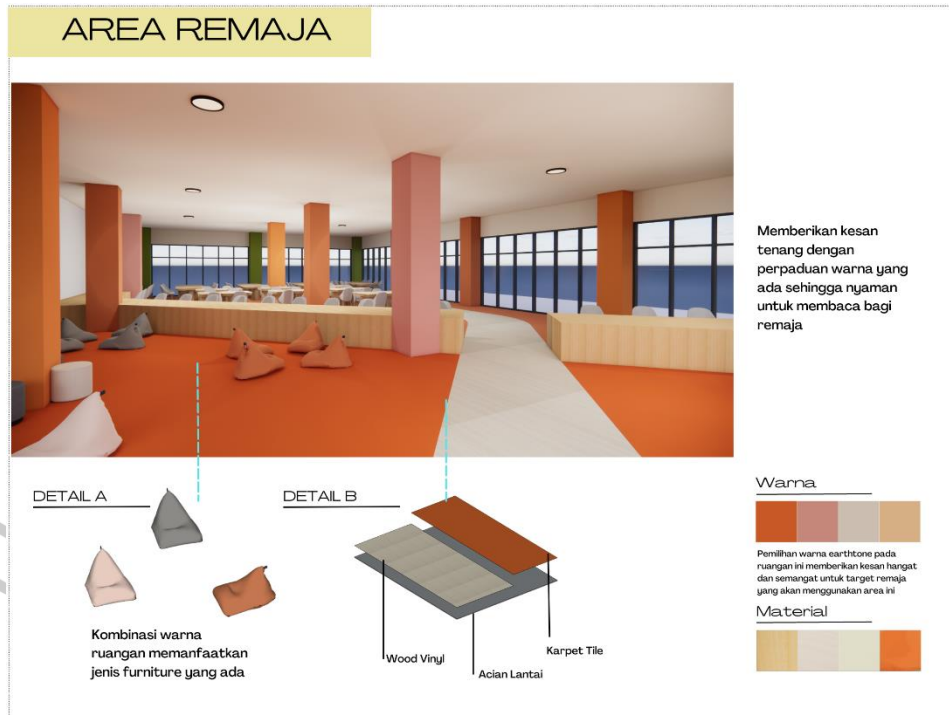 AREA REMAJA
Memberikan kesan
tenang dengan
perpaduan warna yang
ada sehingga nyaman
untuk membaca bagi
remaja
DETAIL A
Kombinasi warna
ruangan memanfaatkan
jenis furniture yang ada
DETAIL B
Wood Vinyl
Acian Lantai
Karpet Tile
Warna
Pemilihan warna earthtone pada
ruangan ini memberikan kesan hangat
dan semangat untuk target remaja
yang akan menggunakan area ini
Material